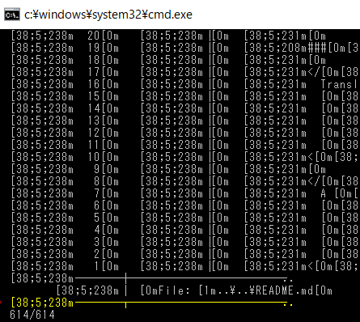 c:¥windows¥system32¥cmd.exe
[38;5;238m  20[0m   [38;5;238m│[0m   [38;5;231m[0m
[38;5;238m  19[0m   [38;5;238m│[0m   [38;5;208m###[0m[3
[38;5;238m  18[0m   [38;5;238m│[0m   [38;5;231m[0m
[38;5;238m  17[0m   [38;5;238m│[0m   [38;5;231m</[0m[38
[38;5;238m  16[0m   [38;5;238m│[0m   [38;5;231m  Transl
[38;5;238m  15[0m   [38;5;238m│[0m   [38;5;231m  [0m[38;
[38;5;238m  14[0m   [38;5;238m│[0m   [38;5;231m  [0m[38;
[38;5;238m  13[0m   [38;5;238m│[0m   [38;5;231m  [0m[38;
[38;5;238m  12[0m   [38;5;238m│[0m   [38;5;231m  [0m[38;
[38;5;238m  11[0m   [38;5;238m│[0m   [38;5;231m  [0m[38;
[38;5;238m  10[0m   [38;5;238m│[0m   [38;5;231m<[0m[38;
[38;5;238m   9[0m   [38;5;238m│[0m   [38;5;231m[0m
[38;5;238m   8[0m   [38;5;238m│[0m   [38;5;231m</[0m[38
[38;5;238m   7[0m   [38;5;238m│[0m   [38;5;231m  A [0m[
[38;5;238m   6[0m   [38;5;238m│[0m   [38;5;231m  [0m[38;
[38;5;238m   5[0m   [38;5;238m│[0m   [38;5;231m  [0m[38;
[38;5;238m   4[0m   [38;5;238m│[0m   [38;5;231m  [0m[38;
[38;5;238m   3[0m   [38;5;238m│[0m   [38;5;231m  [0m[38;
[38;5;238m   2[0m   [38;5;238m│[0m   [38;5;231m  [0m[38;
[38;5;238m   1[0m   [38;5;238m│[0m   [38;5;231m<[0m[38;
[38;5;238m───────┼──────────────────────..
[38;5;238m│ [0mFile: [1m..¥..¥README.md[0m
[38;5;238m───────┬──────────────────────..
614/614